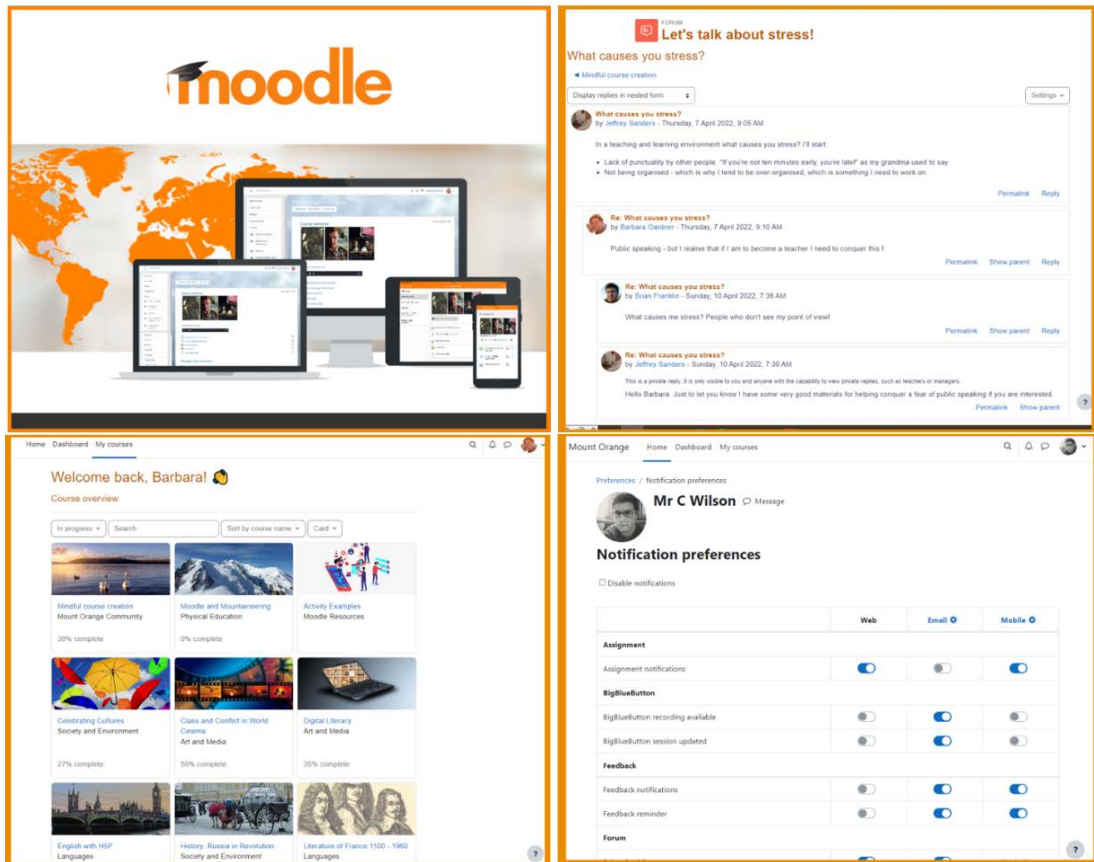 moodle
FORUM
Let's talk about stress!
What causes you stress?
◄ Mindful course creation
Display replies in nested form
Settings
What causes you stress?
by Jeffrey Sanders - Thursday, 7 April 2022, 9:05 AM
In a teaching and learning environment what causes you stress? I'll start:
• Lack of punctuality by other people. "If you're not ten minutes early, you're late!" as my grandma used to say.
• Not being organised - which is why I tend to be over-organised, which is something I need to work on
Permalink Reply
Re: What causes you stress?
by Barbara Gardner - Thursday, 7 April 2022, 9:10 AM
Public speaking - but I realise that if I am to become a teacher I need to conquer this !
Permalink Show parent Reply
Re: What causes you stress?
by Brian Franklin - Sunday, 10 April 2022, 7:36 AM
What causes me stress? People who don't see my point of view!
Permalink Show parent Reply
Re: What causes you stress?
by Jeffrey Sanders - Sunday, 10 April 2022, 7:39 AM
This is a private reply. It is only visible to you and anyone with the capability to view private replies, such as teachers or managers.
Hello Barbara. Just to let you know I have some very good materials for helping conquer a fear of public speaking if you are interested.
Permalink Show parent
?
Home Dashboard My courses
Welcome back, Barbara!
Course overview
In progress Search Sort by course name Card
Mindful course creation Moodle and Mountaineering Activity Examples
Mount Orange Community Physical Education Moodle Resources
38% complete 0% complete
Celebrating Cultures Class and Conflict in World Digital Literacy
Society and Environment Cinema Art and Media
Art and Media
27% complete 50% complete 35% complete
English with H5P History: Russia in Revolution Literature of France 1100 - 1960
Languages Society and Environment Languages
?
Mount Orange Home Dashboard My courses
Preferences / Notification preferences
Mr C Wilson Message
Notification preferences
Disable notifications
Web Email Mobile
Assignment
Assignment notifications
BigBlueButton
BigBlueButton recording available
BigBlueButton session updated
Feedback
Feedback notifications
Feedback reminder
Forum
?